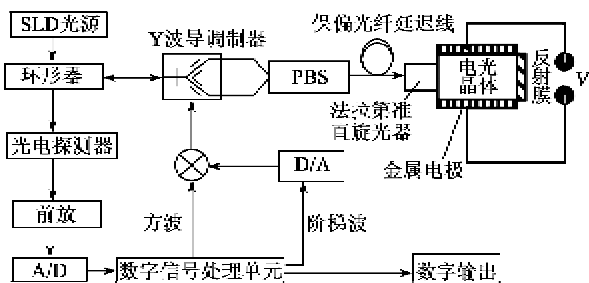 SLD光源
Y波导调制器
保偏光纤延迟线
环形器
PBS
电光
晶体
反射膜
V
法拉第准
直旋光器
光电探测器
D/A
金属电极
前放
方波
阶梯波
A/D
数字信号处理单元
数字输出